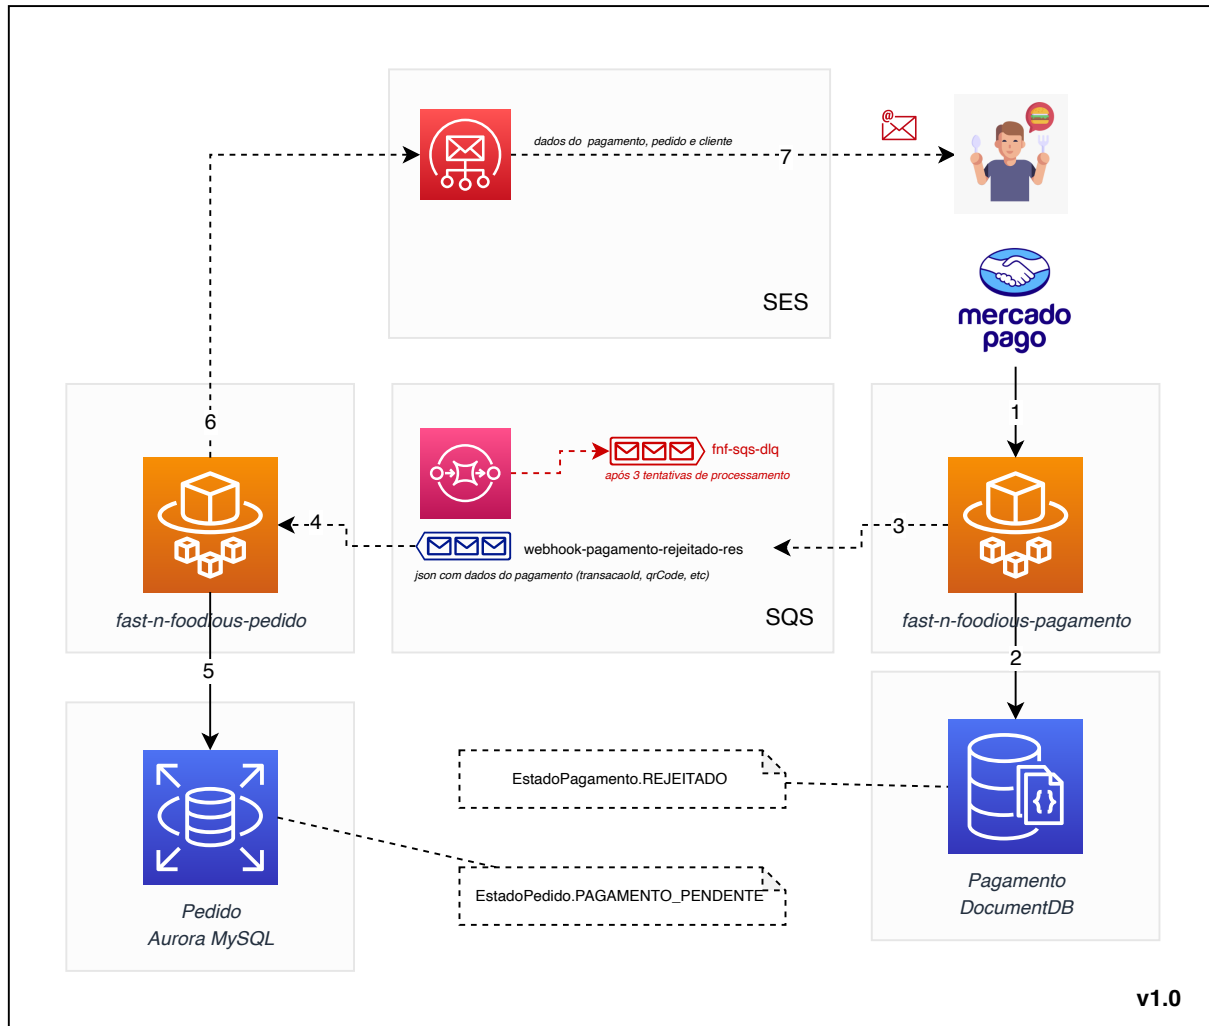 @
dados do  pagamento, pedido e cliente
7
SES
mercado
pago
6
1
fnf-sqs-dlq
após 3 tentativas de processamento
4
3
webhook-pagamento-rejeitado-res
json com dados do pagamento (transacaoId, qrCode, etc)
SQS
fast-n-foodious-pedido
fast-n-foodious-pagamento
5
2
EstadoPagamento.REJEITADO
{}
EstadoPedido.PAGAMENTO_PENDENTE
Pedido
Aurora MySQL
Pagamento
DocumentDB
v1.0